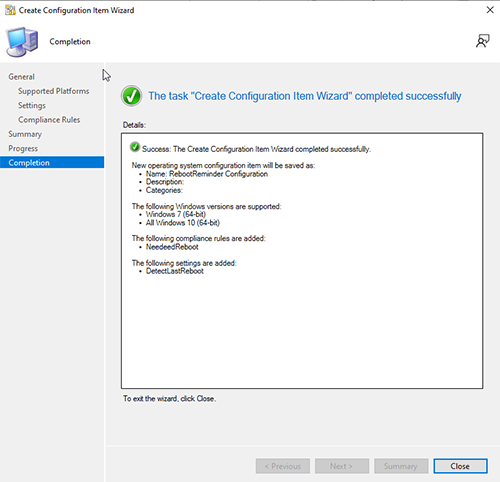 Create Configuration Item Wizard
Completion
General
Supported Platforms
Settings
Compliance Rules
Summary
Progress
Completion
The task "Create Configuration Item Wizard" completed successfully
Details:
Success: The Create Configuration Item Wizard completed successfully.
New operating system configuration item will be saved as:
• Name: RebootReminder Configuration
• Description:
• Categories:
The following Windows versions are supported:
• Windows 7 (64-bit)
• All Windows 10 (64-bit)
The following compliance rules are added:
• NeedeedReboot
The following settings are added:
• DetectLastReboot
To exit the wizard, click Close.
< Previous
Next >
Summary
Close